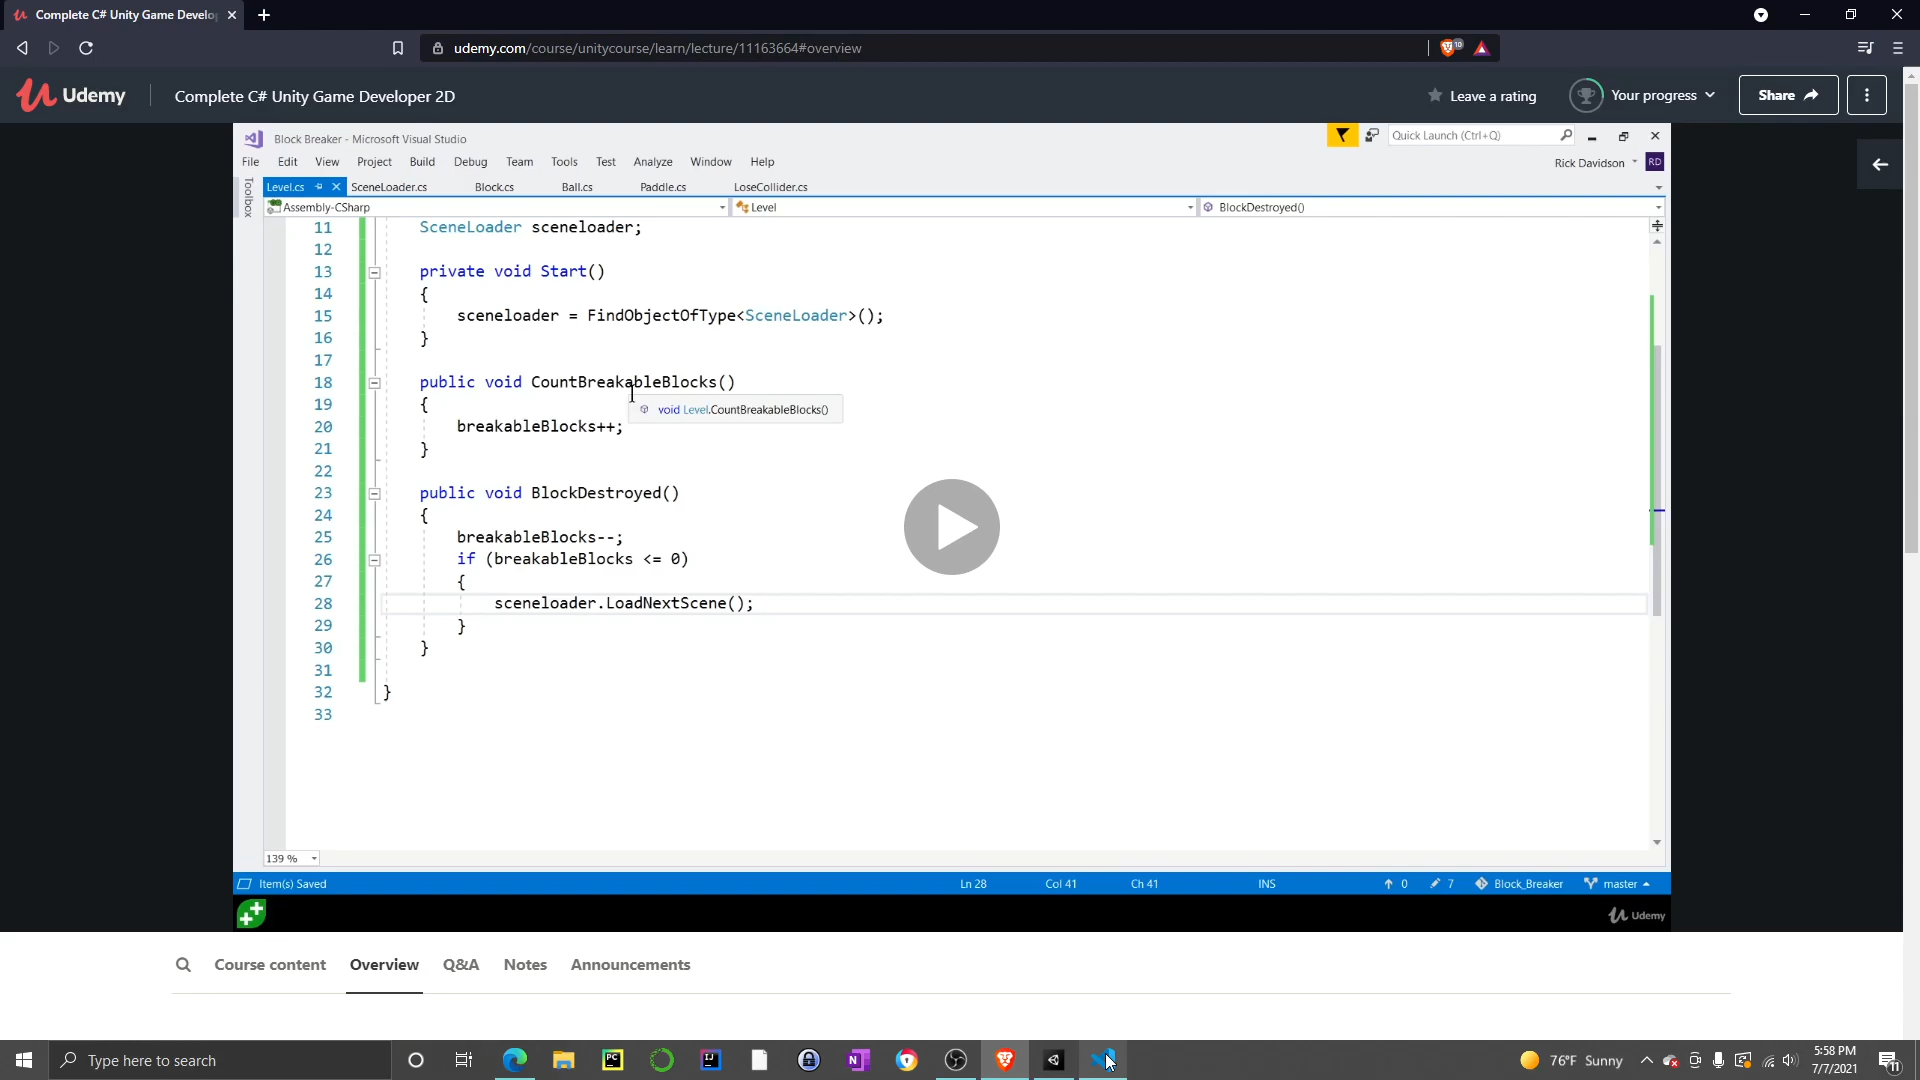 Complete C# Unity Game Develo
udemy.com/course/unitycourse/learn/lecture/11163664#overview
10
Udemy
Complete C# Unity Game Developer 2D
Leave a rating
Your progress
Share
Block Breaker - Microsoft Visual Studio
Quick Launch (Ctrl+Q)
File Edit View Project Build Debug Team Tools Test Analyze Window Help
Rick Davidson
RD
Toolbox
Level.cs SceneLoader.cs Block.cs Ball.cs Paddle.cs LoseCollider.cs
Assembly-CSharp
Level
BlockDestroyed()
11 SceneLoader sceneloader;
12
13 private void Start()
14 {
15 sceneloader = FindObjectOfType<SceneLoader>();
16 }
17
18 public void CountBreakableBlocks()
19 {
void Level.CountBreakableBlocks()
20 breakableBlocks++;
21 }
22
23 public void BlockDestroyed()
24 {
25 breakableBlocks--;
26 if (breakableBlocks <= 0)
27 {
28 sceneloader.LoadNextScene();
29 }
30 }
31
32 }
33
139 %
Item(s) Saved
Ln 28
Col 41
Ch 41
INS
0
7
Block_Breaker
master
Udemy
Course content
Overview
Q&A
Notes
Announcements
Type here to search
PC
IJ
N
76°F Sunny
5:58 PM
7/7/2021
11